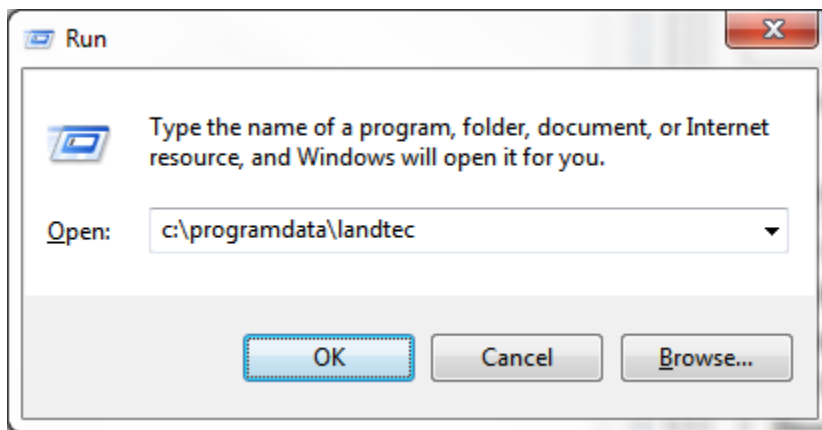 Run
Type the name of a program, folder, document, or Internet
resource, and Windows will open it for you.
Open: c:\programdata\landtec
OK Cancel Browse...